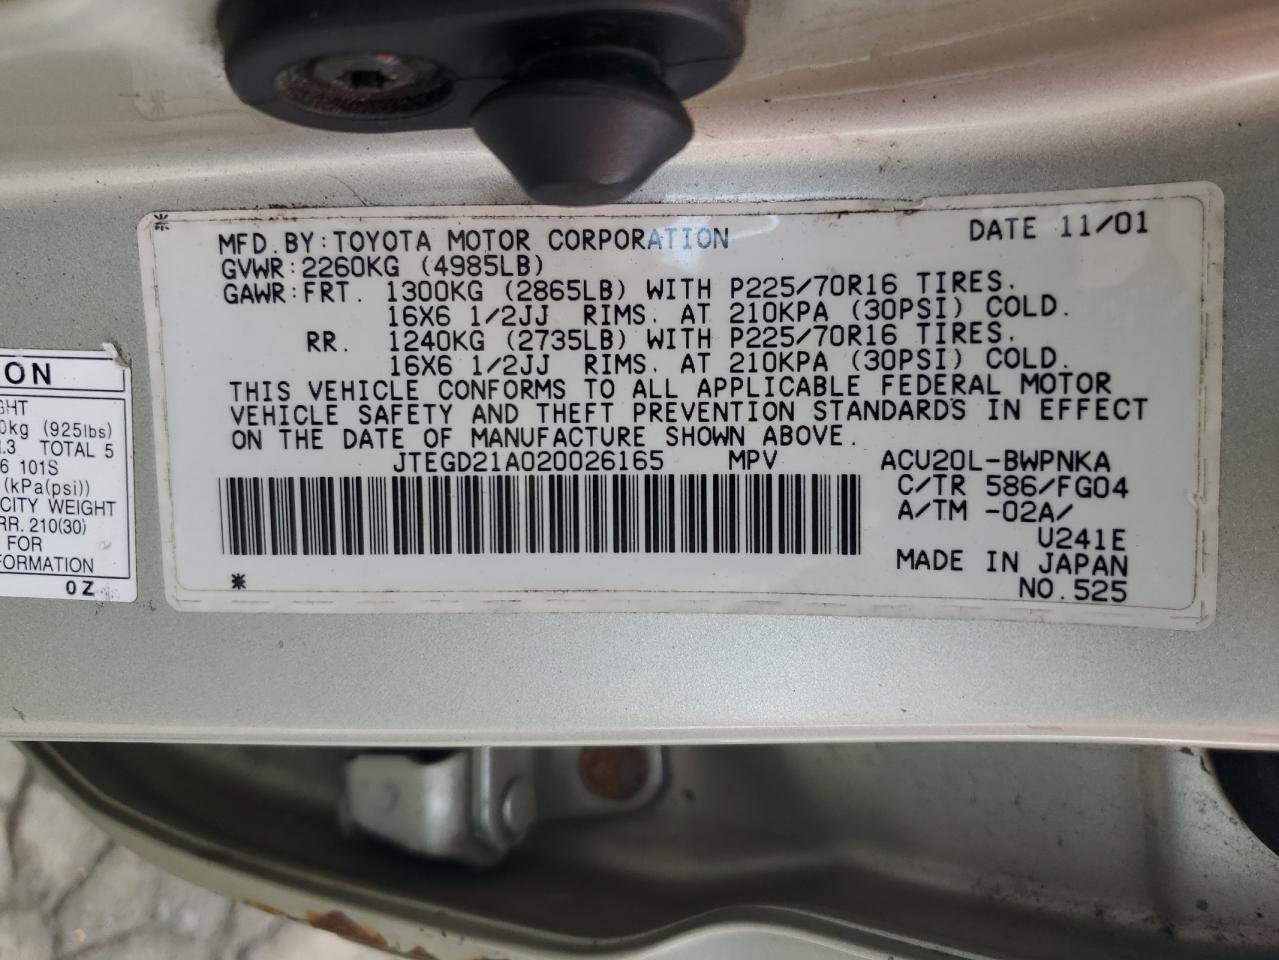 MFD.BY:TOYOTA MOTOR CORPORATION DATE 11/01
GVWR:2260KG (4985LB)
GAWR:FRT. 1300KG (2865LB) WITH P225/70R16 TIRES.
16X6 1/2JJ RIMS. AT 210KPA (30PSI) COLD.
RR. 1240KG (2735LB) WITH P225/70R16 TIRES.
16X6 1/2JJ RIMS. AT 210KPA (30PSI) COLD.
THIS VEHICLE CONFORMS TO ALL APPLICABLE FEDERAL MOTOR
VEHICLE SAFETY AND THEFT PREVENTION STANDARDS IN EFFECT
ON THE DATE OF MANUFACTURE SHOWN ABOVE.
JTEGD21A020026165 MPV ACU20L-BWPNKA
C/TR 586/FG04
A/TM -02A/
U241E
MADE IN JAPAN
NO.525
ON
GHT
0kg (925lbs)
.3 TOTAL 5
6 101S
(kPa(psi))
CITY WEIGHT
RR. 210(30)
FOR
FORMATION
0Z